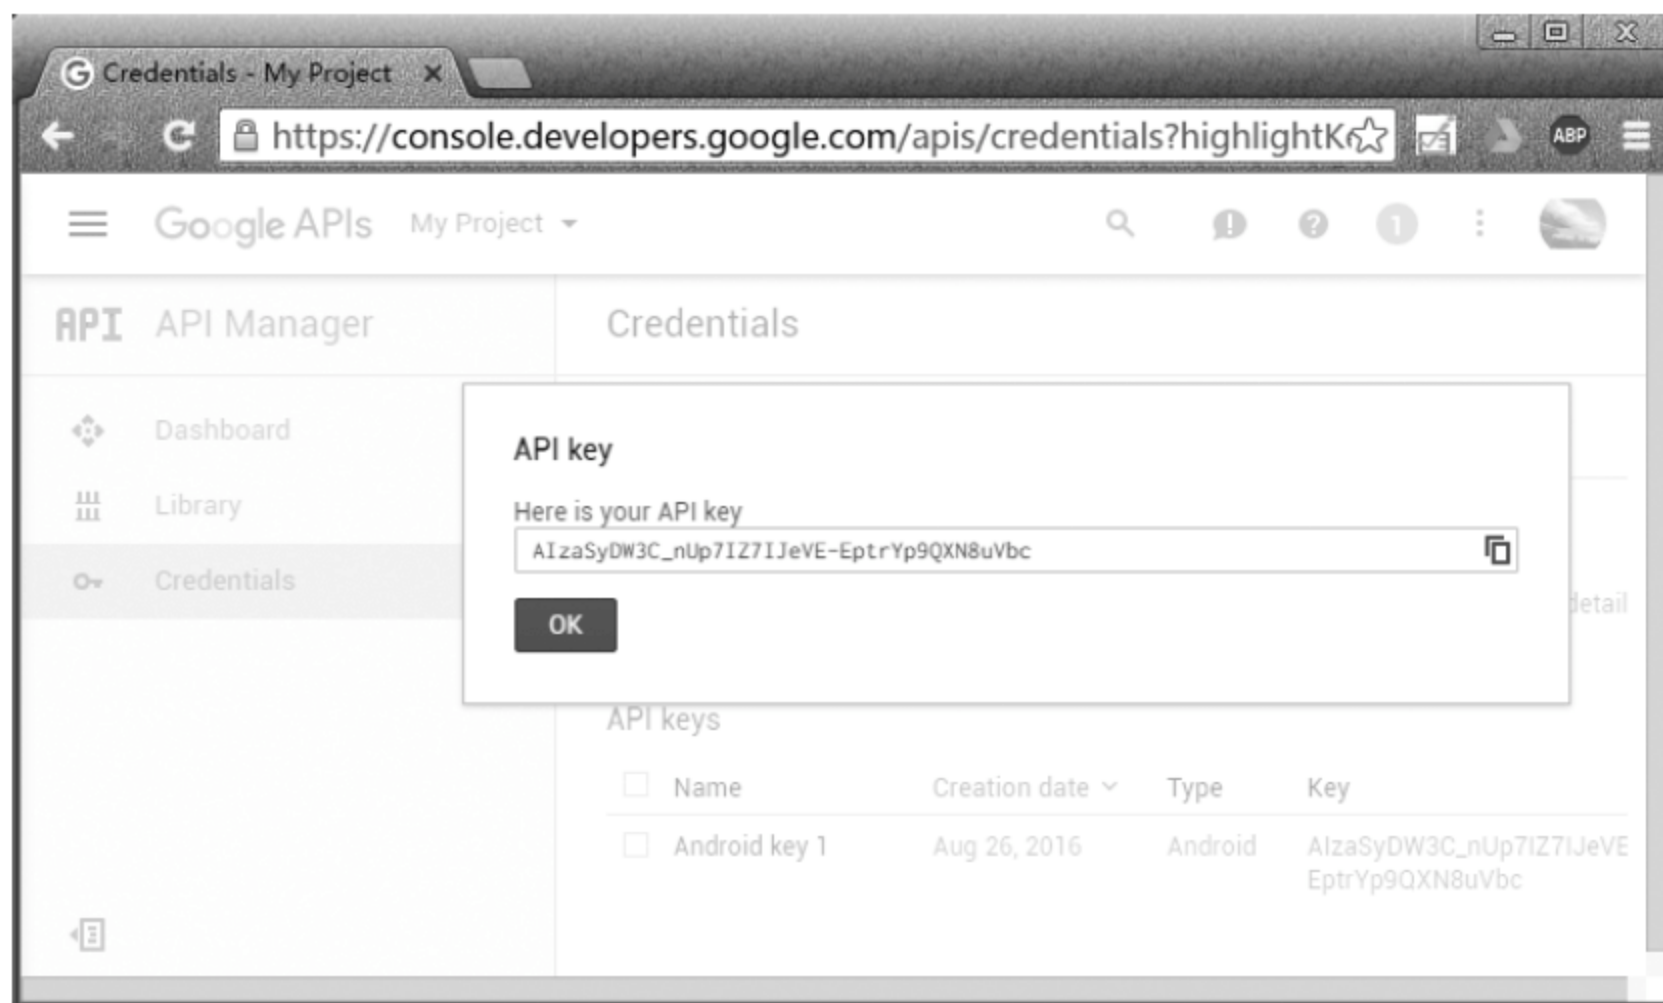 Credentials - My Project
https://console.developers.google.com/apis/credentials?highlightK
ABP
Google APIs My Project
1
API API Manager
Credentials
Dashboard
Library
Credentials
API key
Here is your API key
AIzaSyDW3C_nUp7IZ7IJeVE-EptrYp9QXN8uVbc
OK
detail
API keys
Name Creation date Type Key
Android key 1 Aug 26, 2016 Android AIzaSyDW3C_nUp7IZ7IJeVE
EptrYp9QXN8uVbc